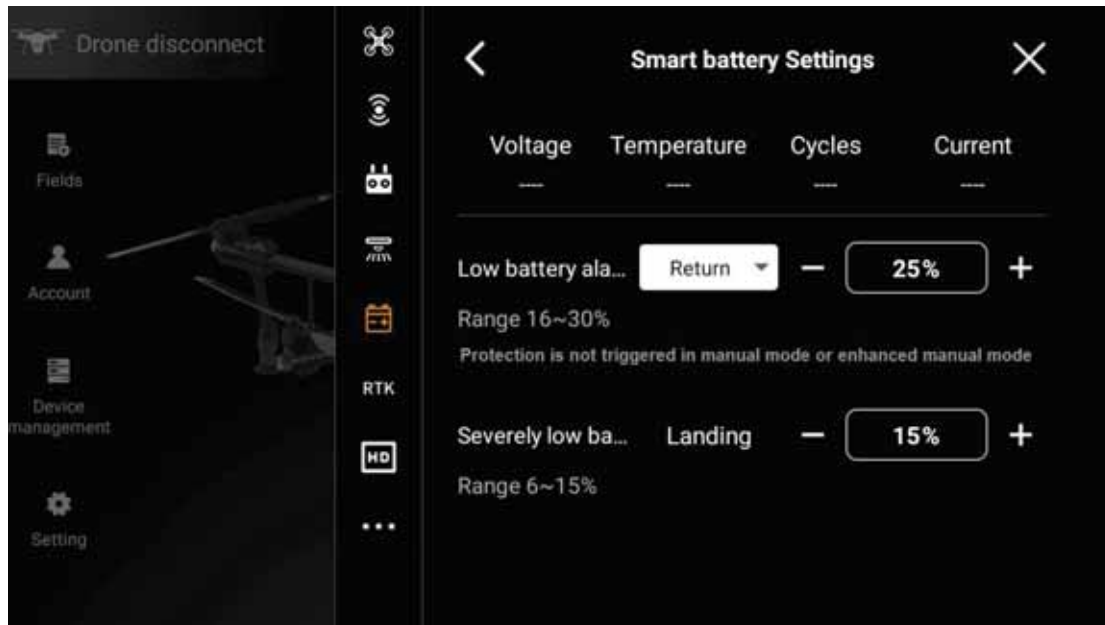 Drone disconnect
Fields
Account
Device
management
Setting
RTK
HD
Smart battery Settings
Voltage Temperature Cycles Current
---- ---- ---- ----
Low battery ala... Return 25%
Range 16~30%
Protection is not triggered in manual mode or enhanced manual mode
Severely low ba... Landing 15%
Range 6~15%